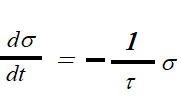 dσ/dt = − 1/τ σ